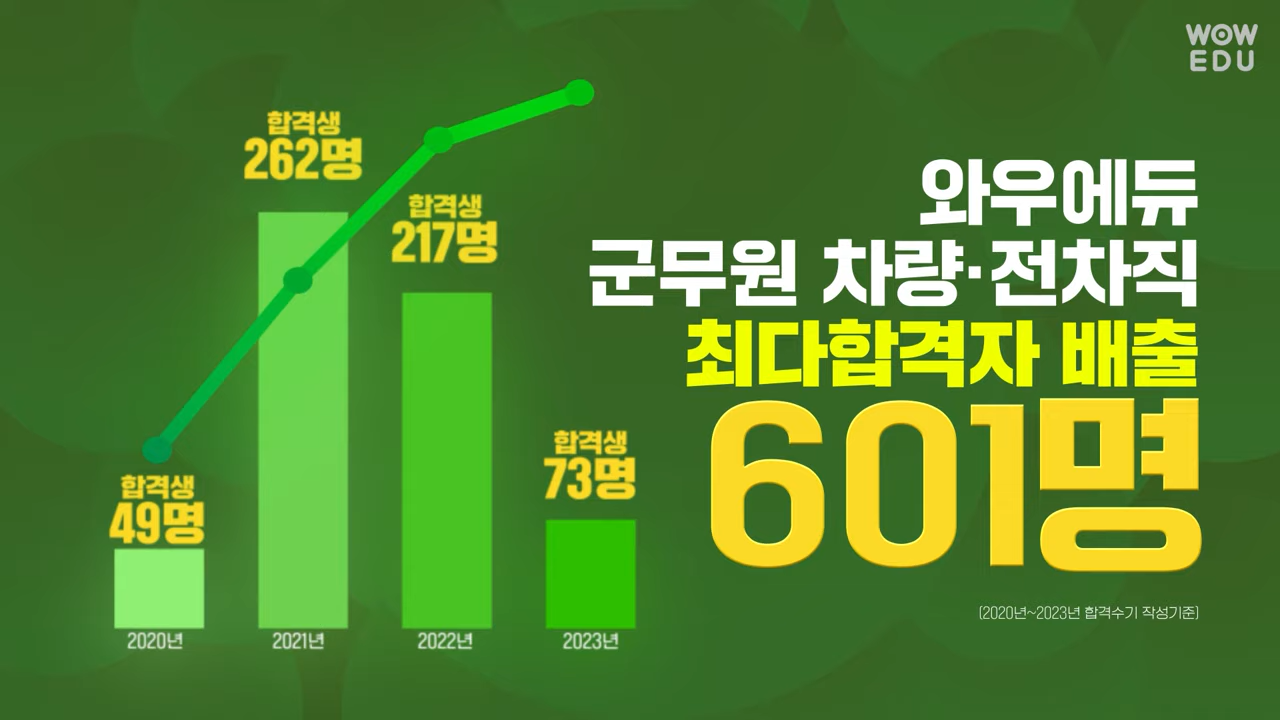 WOW
EDU
합격생
262명
합격생
217명
합격생
73명
합격생
49명
2020년
2021년
2022년
2023년
와우에듀
군무원 차량·전차직
최다합격자 배출
601명
(2020년~2023년 합격수기 작성기준)